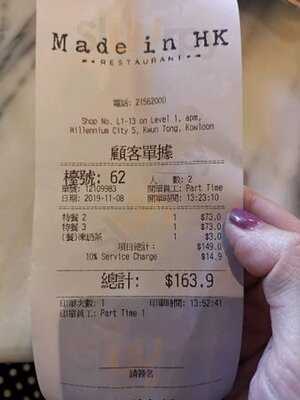 Made in HK
RESTAURANT
電話: 21562000
Shop No. L1-13 on Level 1, apm,
Millennium City 5, Kwun Tong, Kowloon
顧客單據
檯號: 62 人 數: 2
單號: 12109983 開單員工: Part Time
日期: 2019-11-08 開單時間: 13:23:10
特餐 2 1 $73.0
特餐 3 1 $73.0
(餐)凍奶茶 1 $3.0
項目總計: $149.0
10% Service Charge $14.9
總計: $163.9
印單次數: 1 印單時間: 13:52:41
印單員工: Part Time 1
請簽名